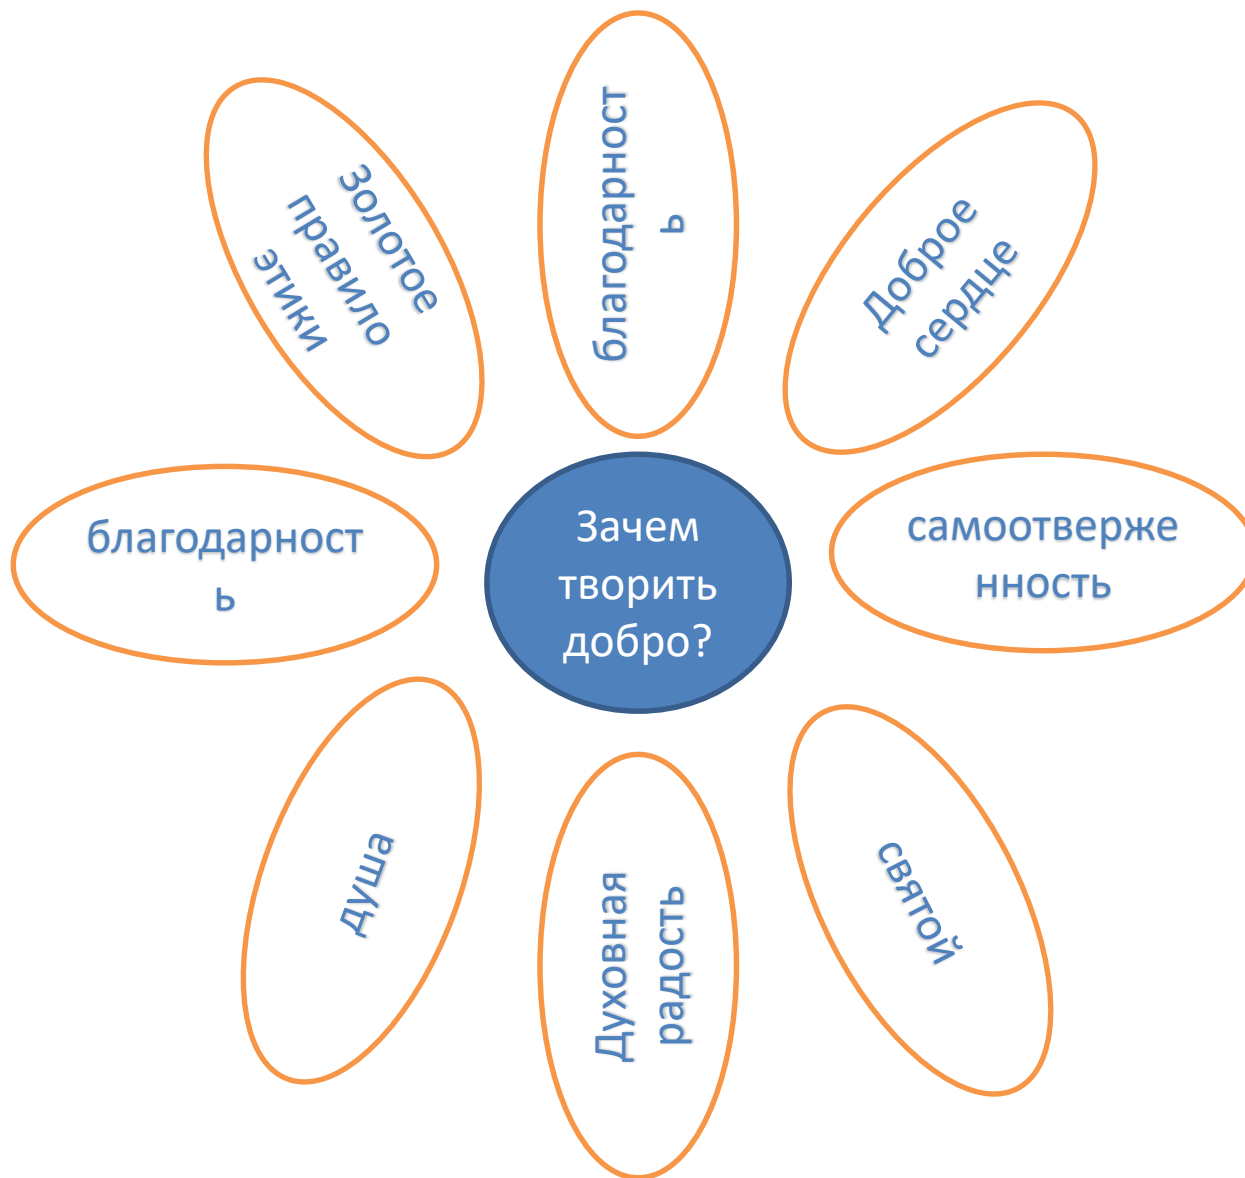 благодарност
ь
Доброе
сердце
Золотое
правило
этики
самоотверже
нность
Зачем
творить
добро?
благодарност
ь
душа
Духовная
радость
святой